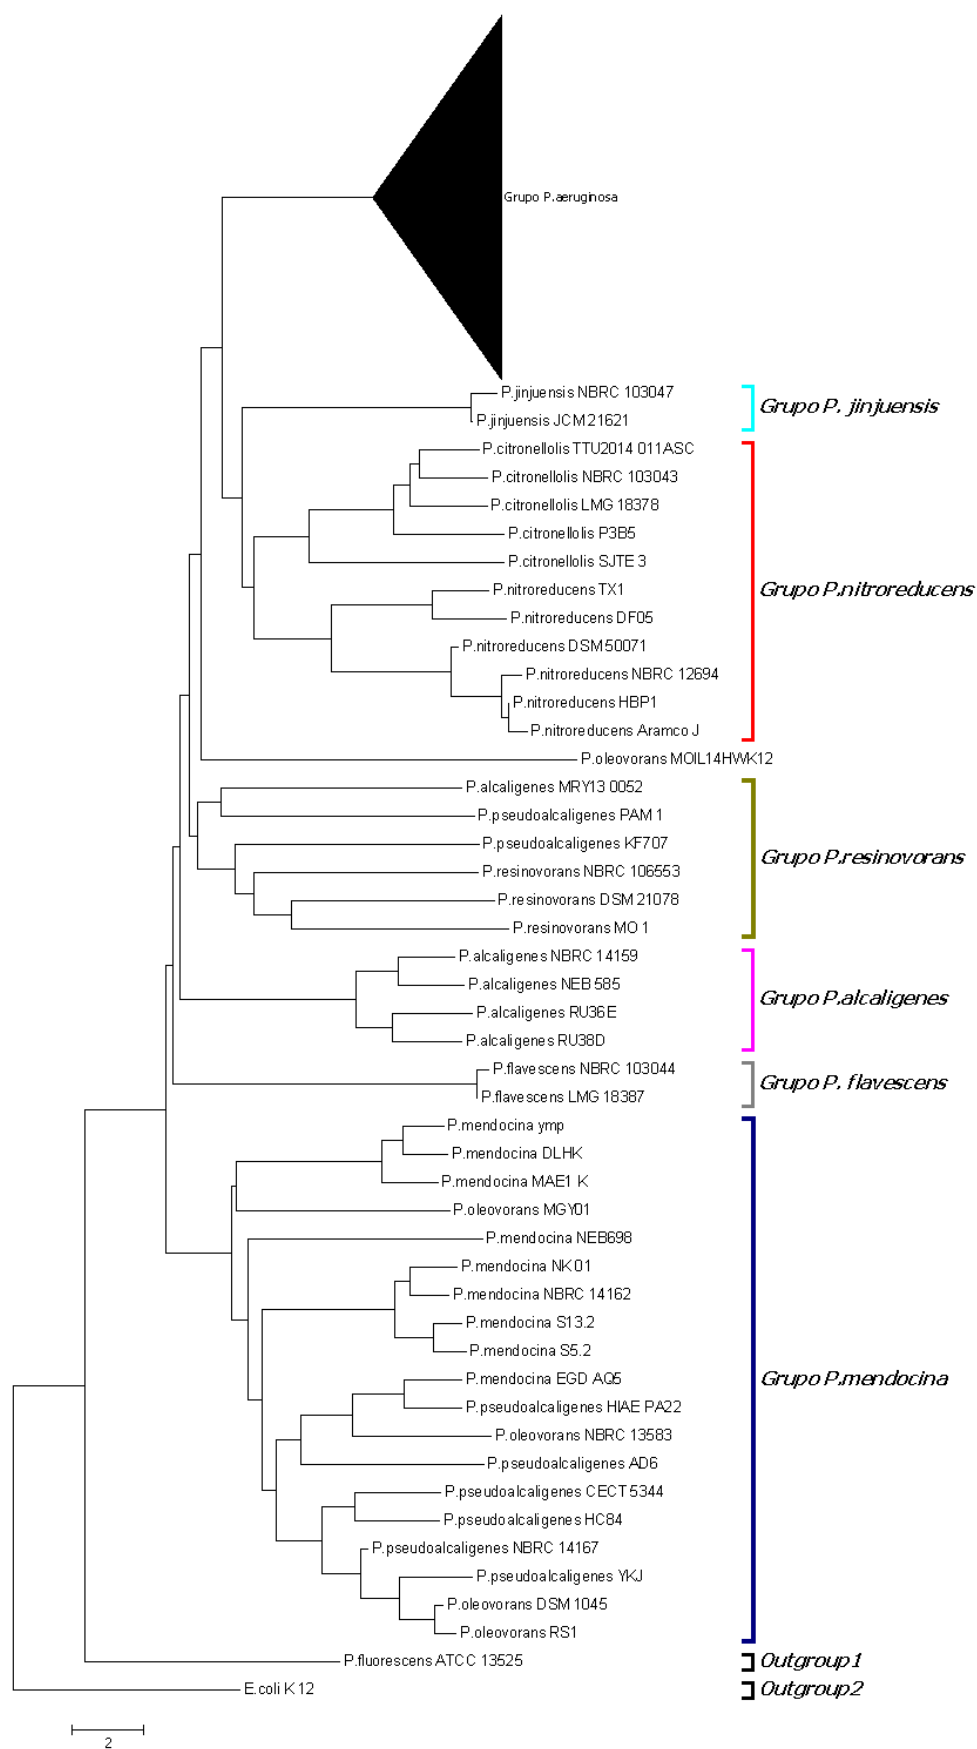 Grupo P.aeruginosa
P.jinjuensis NBRC 103047
P.jinjuensis JCM 21621
Grupo P. jinjuensis
P.citronellolis TTU2014 011ASC
P.citronellolis NBRC 103043
P.citronellolis LMG 18378
P.citronellolis P3B5
P.citronellolis SJTE 3
P.nitroreducens TX1
P.nitroreducens DF05
P.nitroreducens DSM 50071
P.nitroreducens NBRC 12694
P.nitroreducens HBP1
P.nitroreducens Aramco J
Grupo P.nitroreducens
P.oleovorans MOIL14HWK12
P.alcaligenes MRY13 0052
P.pseudoalcaligenes PAM 1
P.pseudoalcaligenes KF707
P.resinovorans NBRC 106553
P.resinovorans DSM 21078
P.resinovorans MO 1
Grupo P.resinovorans
P.alcaligenes NBRC 14159
P.alcaligenes NEB 585
P.alcaligenes RU36E
P.alcaligenes RU38D
Grupo P.alcaligenes
P.flavescens NBRC 103044
P.flavescens LMG 18387
Grupo P. flavescens
P.mendocina ymp
P.mendocina DLHK
P.mendocina MAE1 K
P.oleovorans MGY01
P.mendocina NEB698
P.mendocina NK 01
P.mendocina NBRC 14162
P.mendocina S13.2
P.mendocina S5.2
P.mendocina EGD AQ5
P.pseudoalcaligenes HIAE PA22
P.oleovorans NBRC 13583
P.pseudoalcaligenes AD6
P.pseudoalcaligenes CECT 5344
P.pseudoalcaligenes HC84
P.pseudoalcaligenes NBRC 14167
P.pseudoalcaligenes YKJ
P.oleovorans DSM 1045
P.oleovorans RS1
Grupo P.mendocina
P.fluorescens ATCC 13525
Outgroup1
E.coli K 12
Outgroup2
2